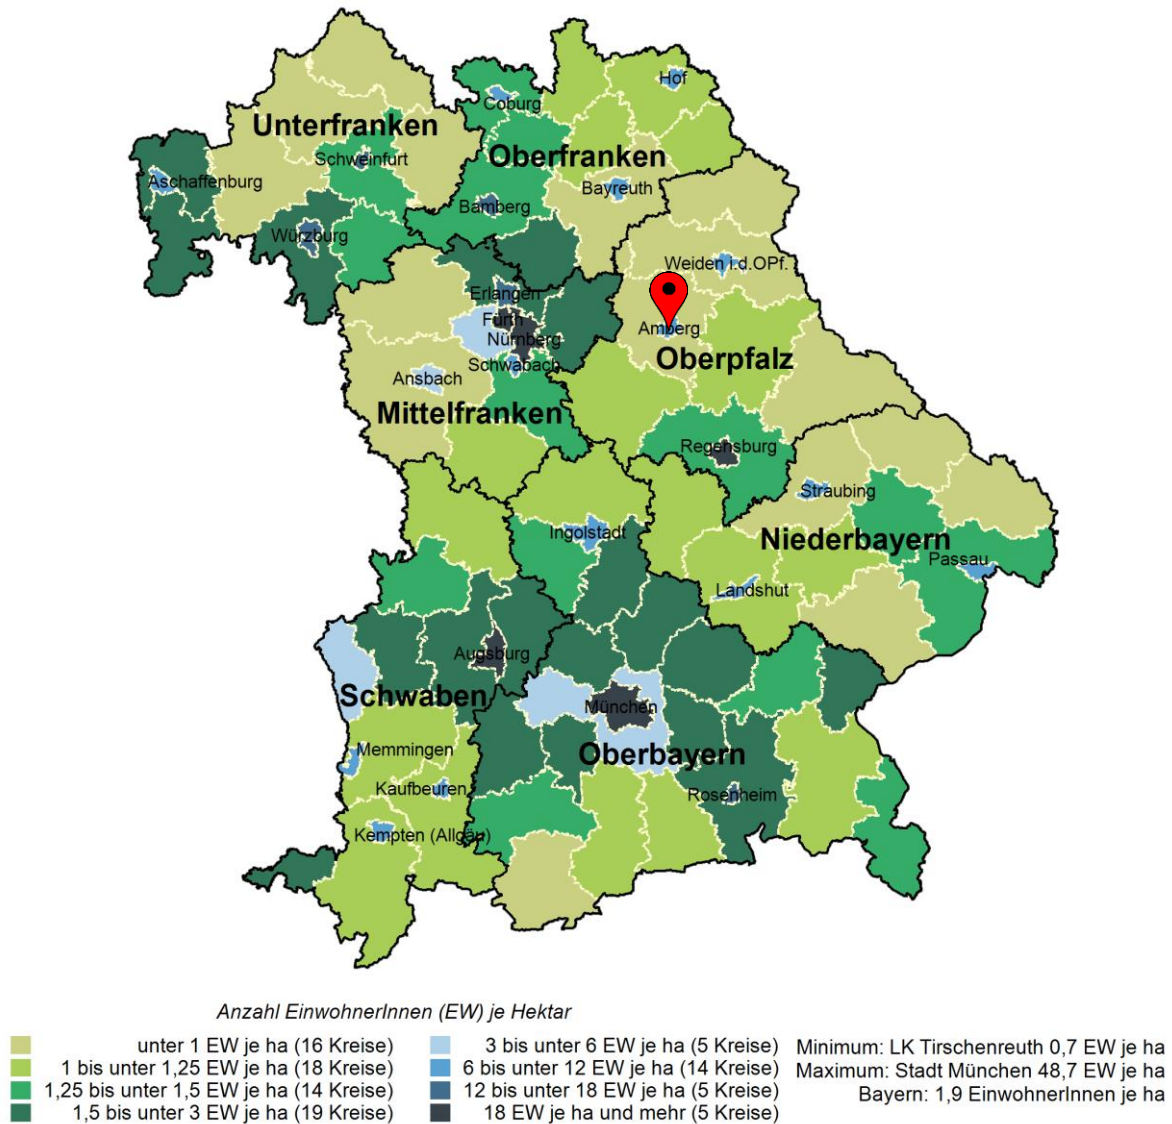 Hof
Coburg
Unterfranken
Oberfranken
Schweinfurt
Aschaffenburg
Bayreuth
Bamberg
Würzburg
Weiden i.d.OPf.
Erlangen
Fürth
Nürnberg
Amberg
Oberpfalz
Schwabach
Ansbach
Mittelfranken
Regensburg
Straubing
Ingolstadt
Niederbayern
Passau
Landshut
Augsburg
Schwaben
München
Memmingen
Oberbayern
Kaufbeuren
Rosenheim
Kempten (Allgäu)
Anzahl EinwohnerInnen (EW) je Hektar
unter 1 EW je ha (16 Kreise)
1 bis unter 1,25 EW je ha (18 Kreise)
1,25 bis unter 1,5 EW je ha (14 Kreise)
1,5 bis unter 3 EW je ha (19 Kreise)
3 bis unter 6 EW je ha (5 Kreise)
6 bis unter 12 EW je ha (14 Kreise)
12 bis unter 18 EW je ha (5 Kreise)
18 EW je ha und mehr (5 Kreise)
Minimum: LK Tirschenreuth 0,7 EW je ha
Maximum: Stadt München 48,7 EW je ha
Bayern: 1,9 EinwohnerInnen je ha